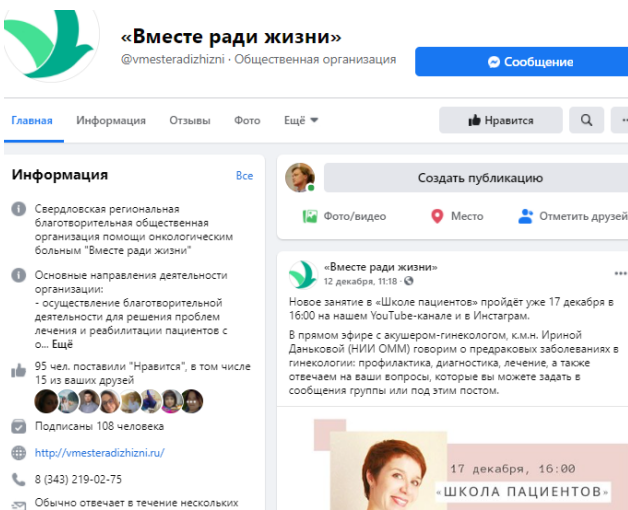 «Вместе ради жизни»
@vmesteradizhizni · Общественная организация
Сообщение
Главная
Информация
Отзывы
Фото
Ещё
Нравится
Информация
Все
Свердловская региональная
благотворительная общественная
организация помощи онкологическим
больным "Вместе ради жизни"
Основные направления деятельности
организации:
- осуществление благотворительной
деятельности для решения проблем
лечения и реабилитации пациентов с
о... Ещё
95 чел. поставили "Нравится", в том числе
15 из ваших друзей
Подписаны 108 человека
http://vmesteradizhizni.ru/
8 (343) 219-02-75
Обычно отвечает в течение нескольких
Создать публикацию
Фото/видео
Место
Отметить друзей
«Вместе ради жизни»
12 декабря, 11:18 ·
Новое занятие в «Школе пациентов» пройдёт уже 17 декабря в
16:00 на нашем YouTube-канале и в Инстаграм.
В прямом эфире с акушером-гинекологом, к.м.н. Ириной
Даньковой (НИИ ОММ) говорим о предраковых заболеваниях в
гинекологии: профилактика, диагностика, лечение, а также
отвечаем на ваши вопросы, которые вы можете задать в
сообщения группы или под этим постом.
17 декабря, 16:00
«ШКОЛА ПАЦИЕНТОВ»